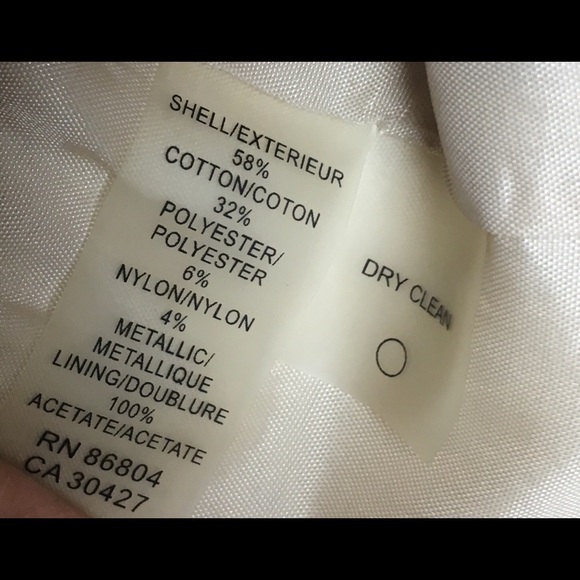 SHELL/EXTERIEUR
58%
COTTON/COTON
32%
POLYESTER/
POLYESTER
6%
NYLON/NYLON
4%
METALLIC/
METALLIQUE
LINING/DOUBLURE
100%
ACETATE/ACETATE
RN 86804
CA 30427
DRY CLEAN